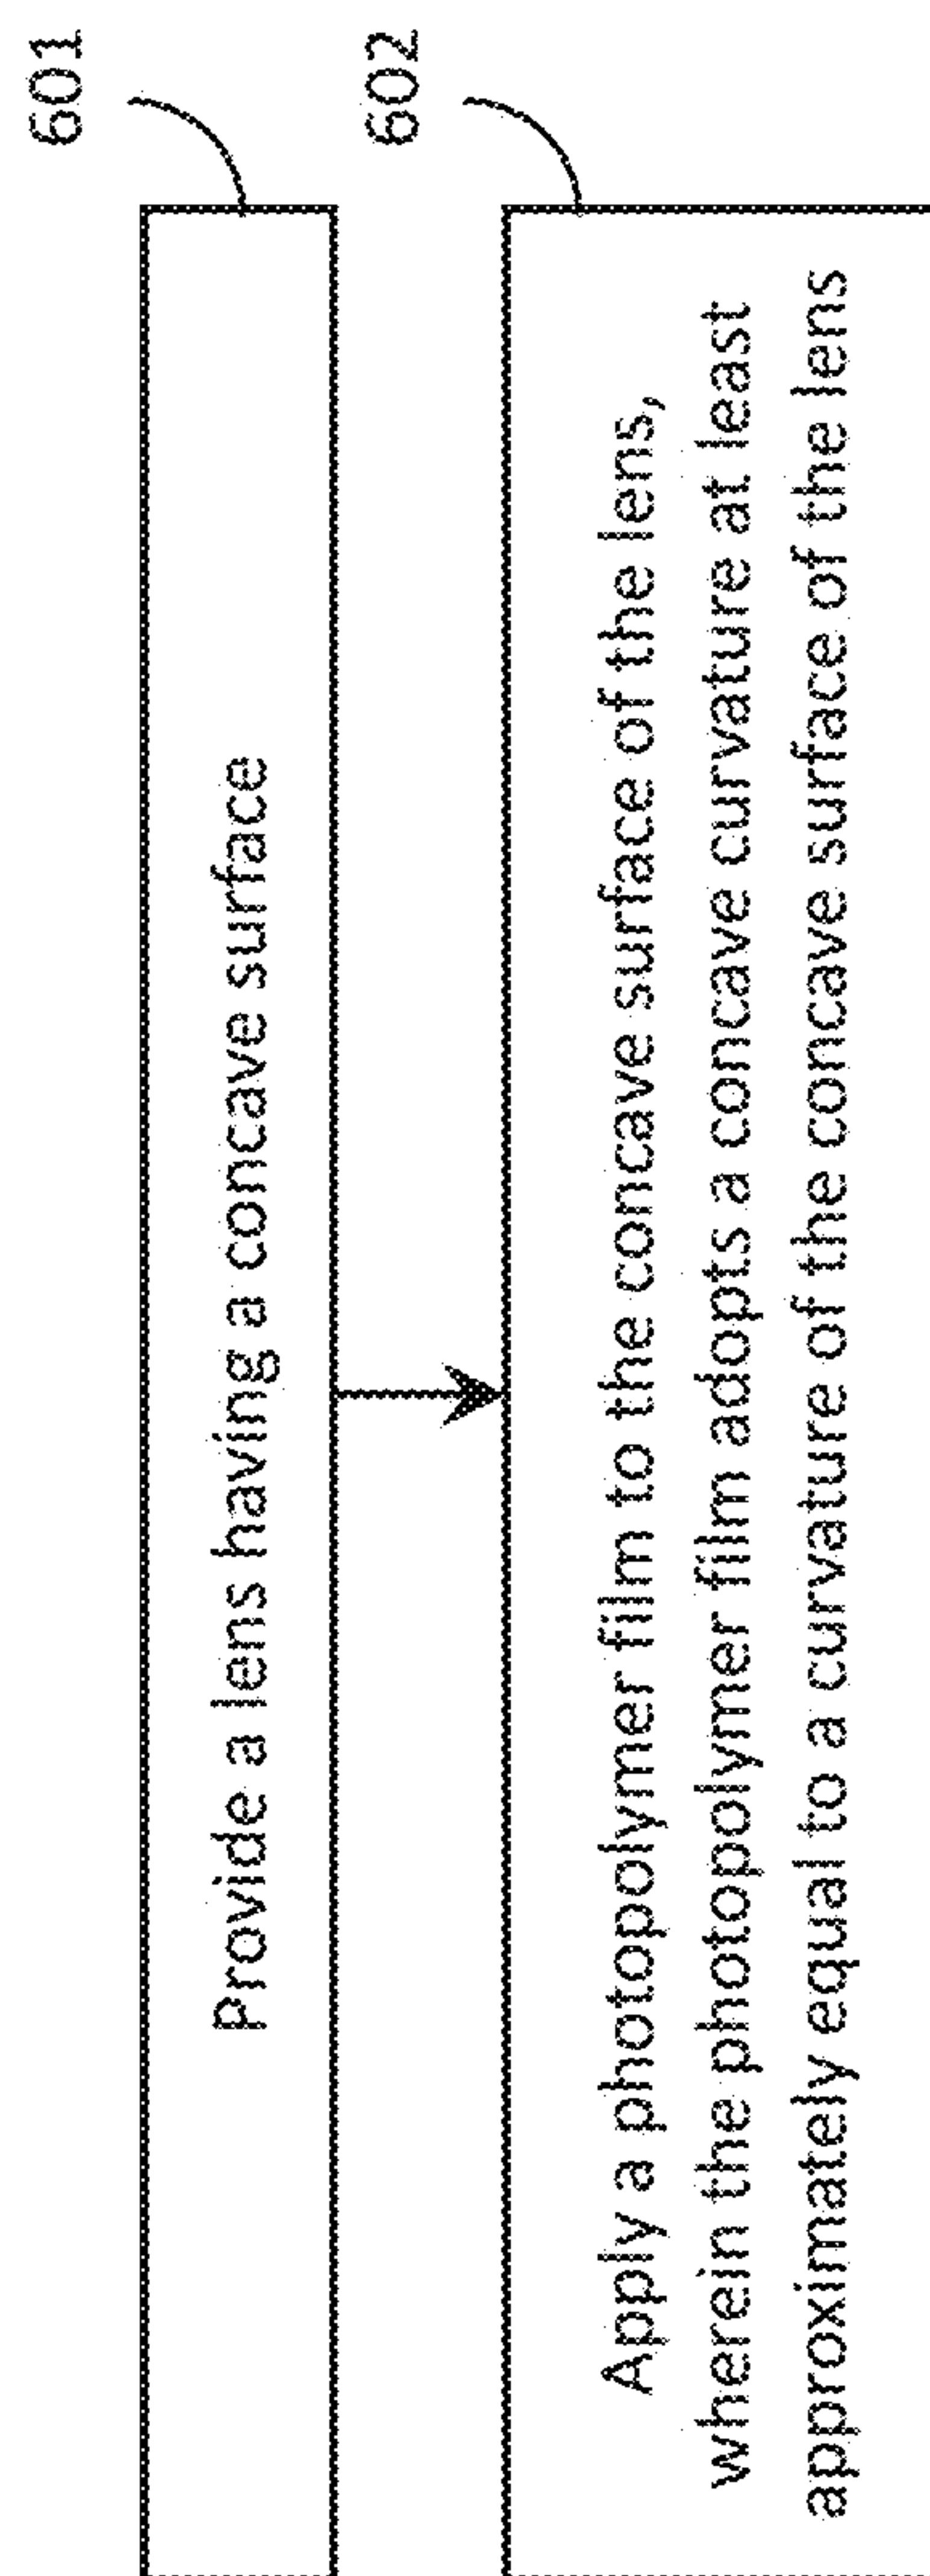 601
Provide a lens having a concave surface
602
Apply a photopolymer film to the concave surface of the lens,
wherein the photopolymer film adopts a concave curvature at least
approximately equal to a curvature of the concave surface of the lens